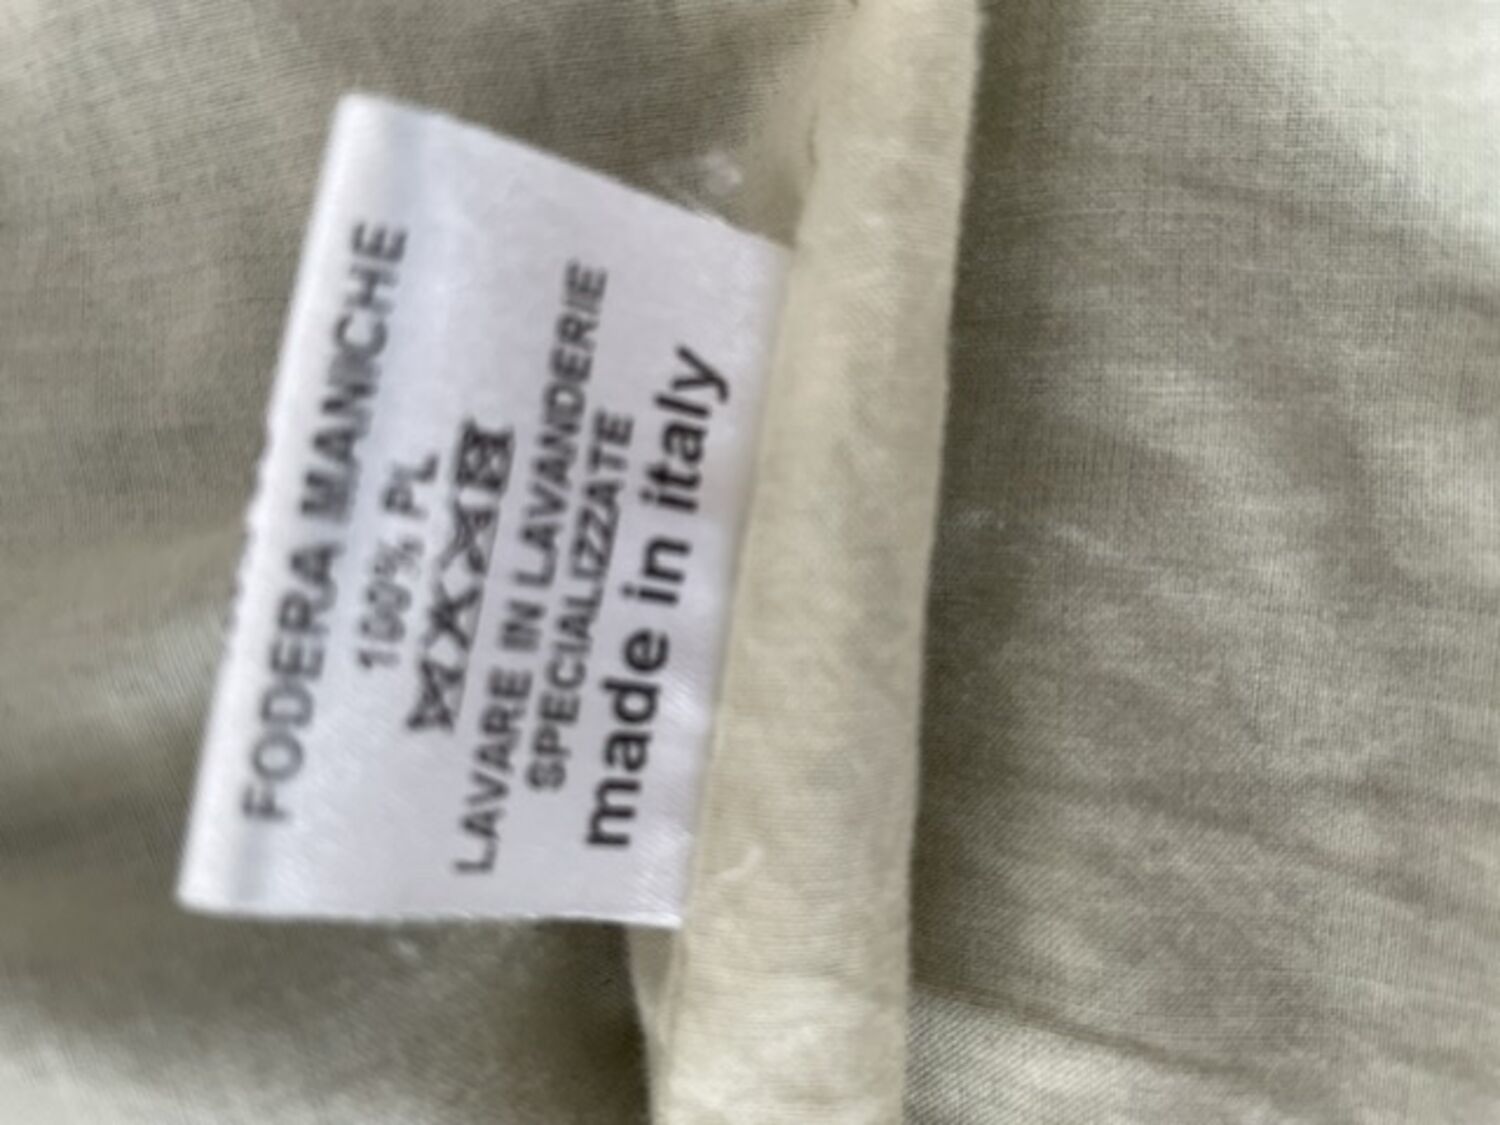 FODERA MANICHE
100% PL
LAVARE IN LAVANDERIE
SPECIALIZZATE
made in italy